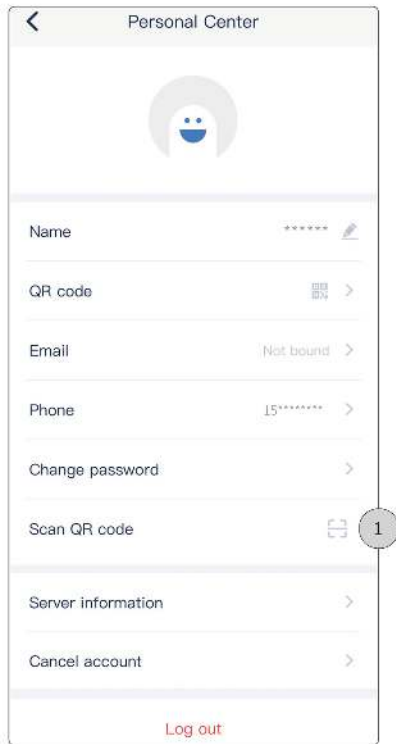 Personal Center
Name ******
QR code
Email Not bound
Phone 15********
Change password
Scan QR code 1
Server information
Cancel account
Log out